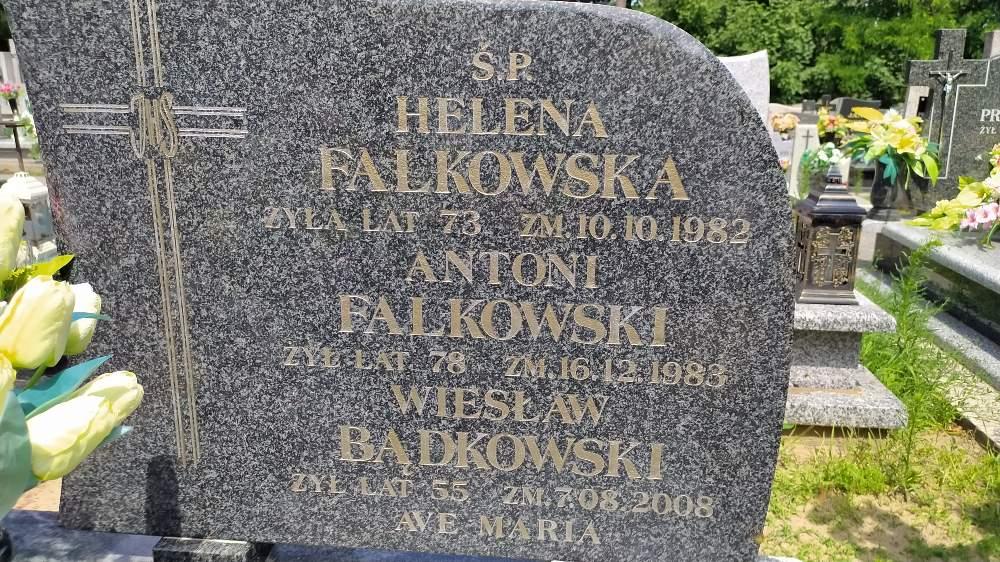 Ś.P.
HELENA
FALKOWSKA
ŻYŁA LAT 73 ZM. 10.10.1982
ANTONI
FALKOWSKI
ŻYŁ LAT 78 ZM. 16.12.1983
WIESŁAW
BĄDKOWSKI
ŻYŁ LAT 55 ZM. 7.08.2008
AVE MARIA
IHS